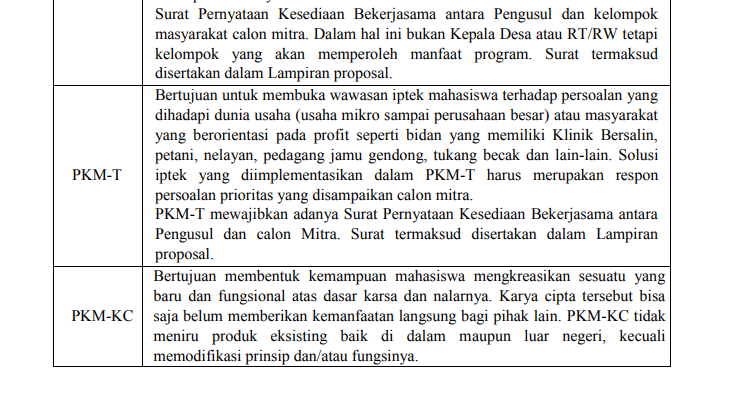 Surat Pernyataan Kesediaan Bekerjasama antara Pengusul dan kelompok
masyarakat calon mitra. Dalam hal ini bukan Kepala Desa atau RT/RW tetapi
kelompok yang akan memperoleh manfaat program. Surat termaksud
disertakan dalam Lampiran proposal.
Bertujuan untuk membuka wawasan iptek mahasiswa terhadap persoalan yang
dihadapi dunia usaha (usaha mikro sampai perusahaan besar) atau masyarakat
yang berorientasi pada profit seperti bidan yang memiliki Klinik Bersalin,
petani, nelayan, pedagang jamu gendong, tukang becak dan lain-lain. Solusi
PKM-T iptek yang diimplementasikan dalam PKM-T harus merupakan respon
persoalan prioritas yang disampaikan calon mitra.
PKM-T mewajibkan adanya Surat Pernyataan Kesediaan Bekerjasama antara
Pengusul dan calon Mitra. Surat termaksud disertakan dalam Lampiran
proposal.
Bertujuan membentuk kemampuan mahasiswa mengkreasikan sesuatu yang
baru dan fungsional atas dasar karsa dan nalarnya. Karya cipta tersebut bisa
PKM-KC saja belum memberikan kemanfaatan langsung bagi pihak lain. PKM-KC tidak
meniru produk eksisting baik di dalam maupun luar negeri, kecuali
memodifikasi prinsip dan/atau fungsinya.